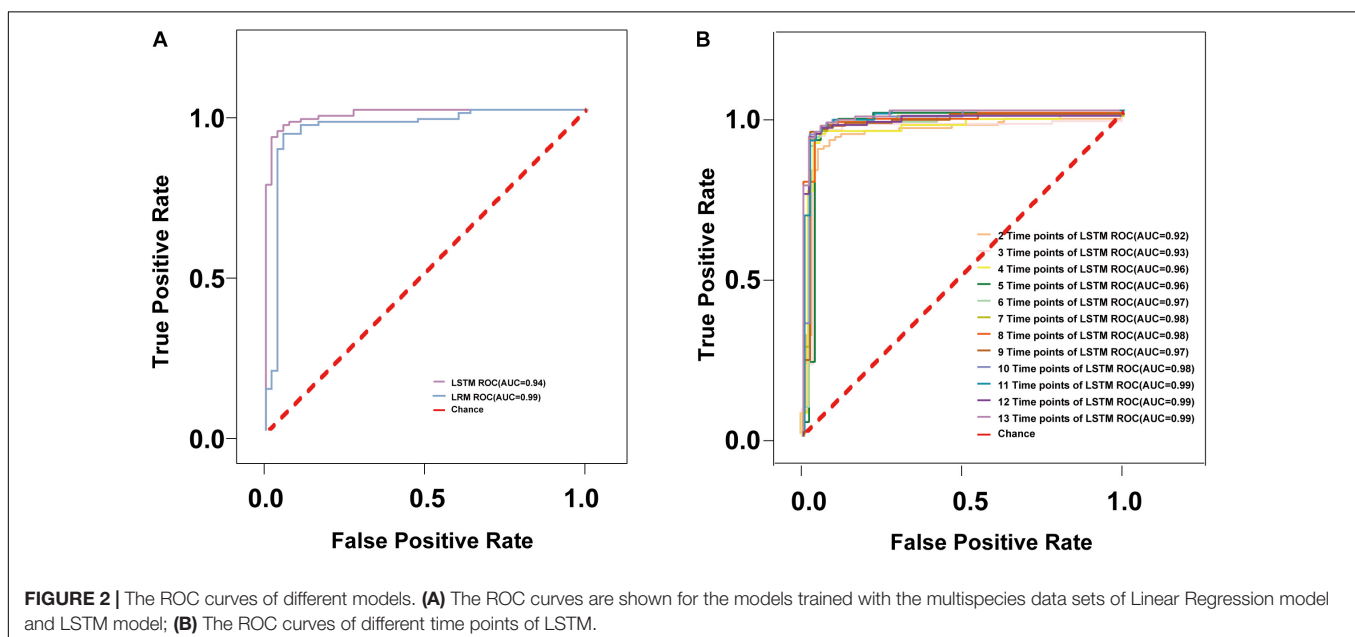 A
True Positive Rate
1.0
0.5
0.0
LSTM ROC(AUC=0.94)
LRM ROC(AUC=0.99)
Chance
0.0 0.5 1.0
False Positive Rate
B
True Positive Rate
1.0
0.5
0.0
2 Time points of LSTM ROC(AUC=0.92)
3 Time points of LSTM ROC(AUC=0.93)
4 Time points of LSTM ROC(AUC=0.96)
5 Time points of LSTM ROC(AUC=0.96)
6 Time points of LSTM ROC(AUC=0.97)
7 Time points of LSTM ROC(AUC=0.98)
8 Time points of LSTM ROC(AUC=0.98)
9 Time points of LSTM ROC(AUC=0.97)
10 Time points of LSTM ROC(AUC=0.98)
11 Time points of LSTM ROC(AUC=0.99)
12 Time points of LSTM ROC(AUC=0.99)
13 Time points of LSTM ROC(AUC=0.99)
Chance
0.0 0.5 1.0
False Positive Rate
FIGURE 2 | The ROC curves of different models. (A) The ROC curves are shown for the models trained with the multispecies data sets of Linear Regression model
and LSTM model; (B) The ROC curves of different time points of LSTM.